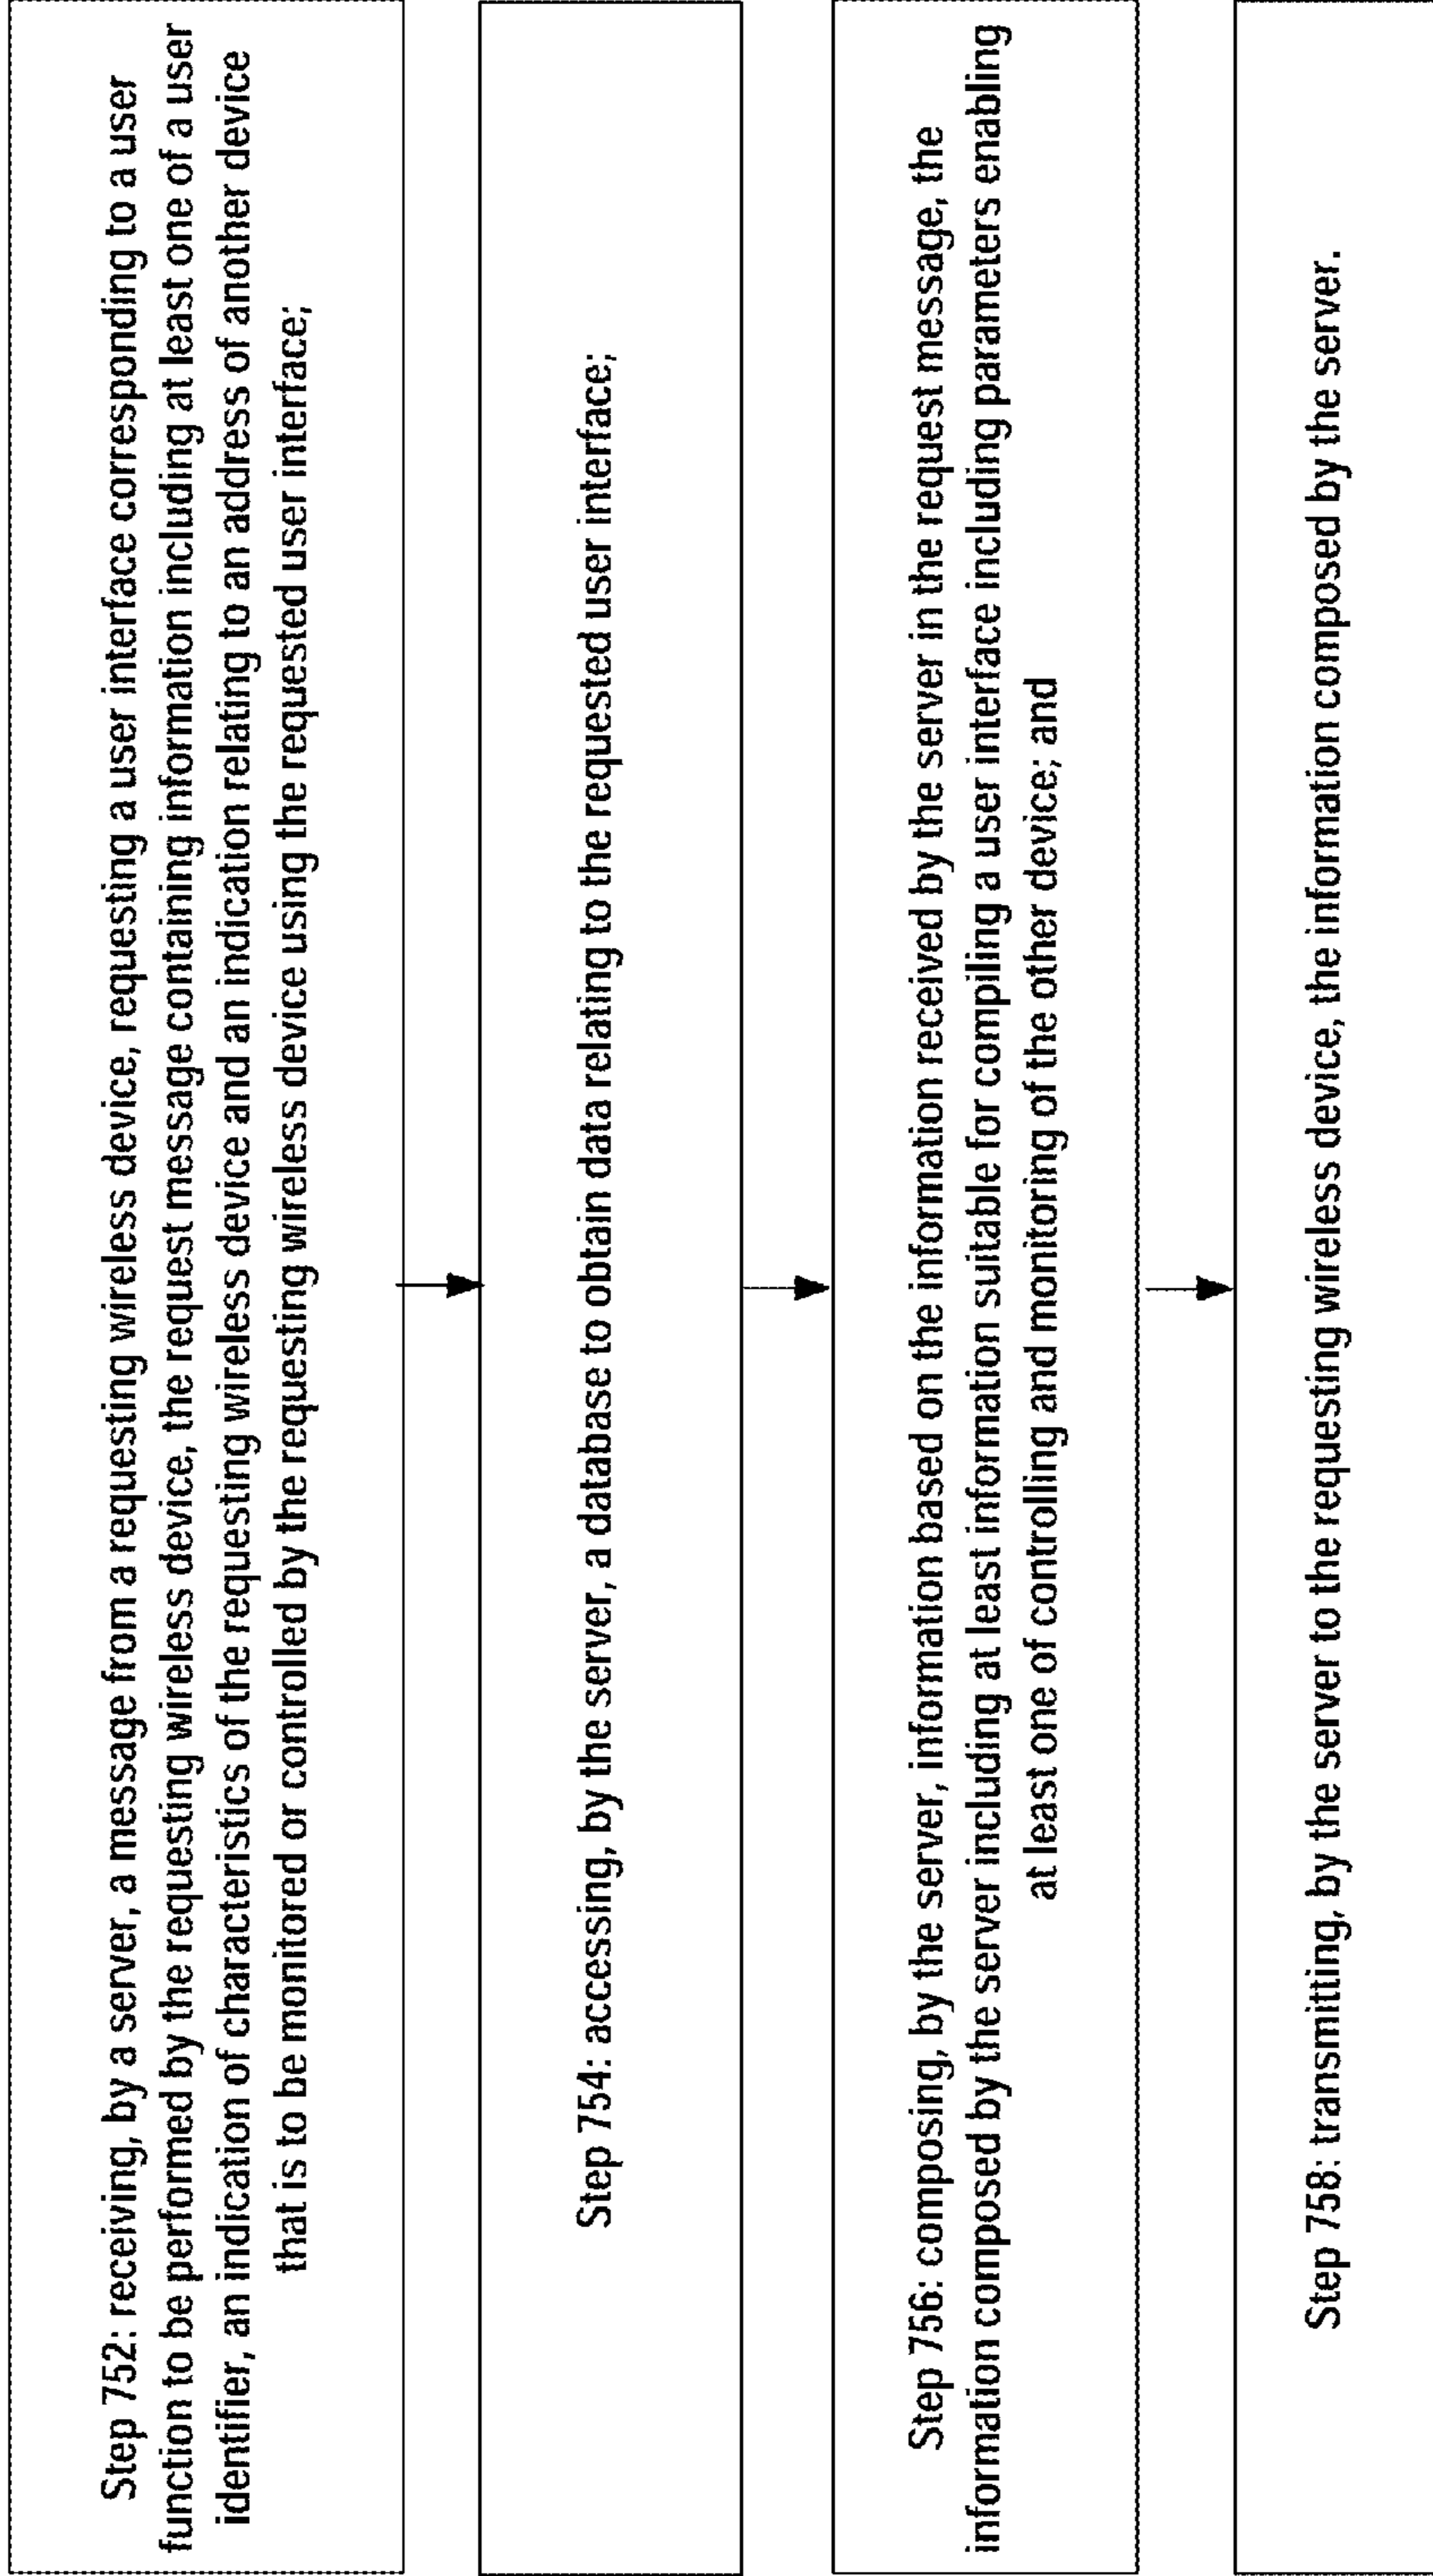 Step 752: receiving, by a server, a message from a requesting wireless device, requesting a user interface corresponding to a user
function to be performed by the requesting wireless device, the request message containing information including at least one of a user
identifier, an indication of characteristics of the requesting wireless device and an indication relating to an address of another device
that is to be monitored or controlled by the requesting wireless device using the requested user interface;
Step 754: accessing, by the server, a database to obtain data relating to the requested user interface;
Step 756: composing, by the server, information based on the information received by the server in the request message, the
information composed by the server including at least information suitable for compiling a user interface including parameters enabling
at least one of controlling and monitoring of the other device; and
Step 758: transmitting, by the server to the requesting wireless device, the information composed by the server.